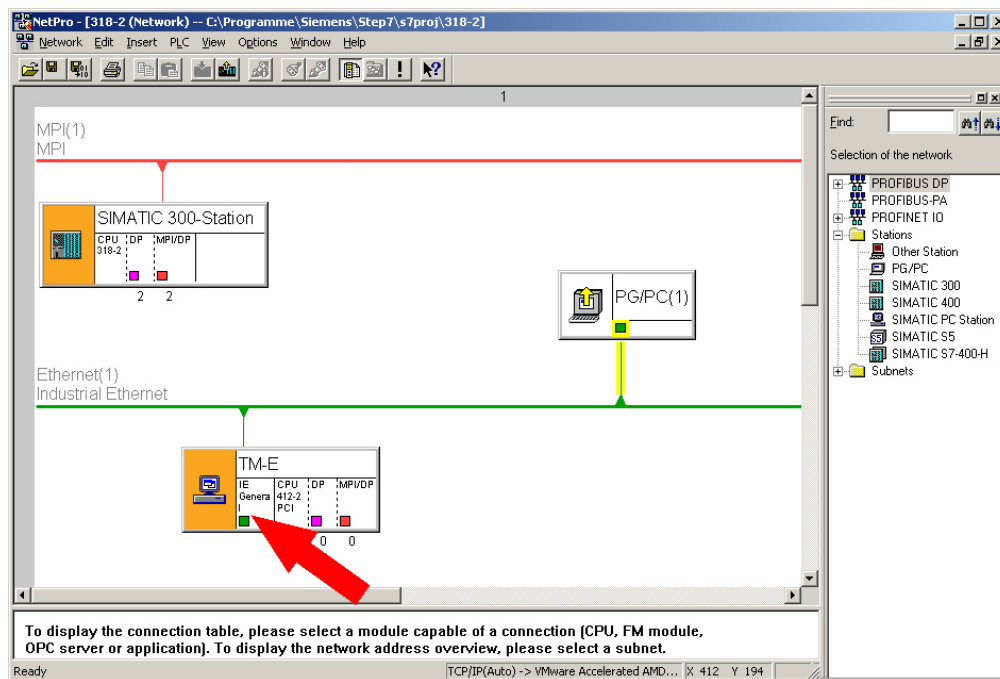 NetPro - [318-2 (Network) -- C:\Programme\Siemens\Step7\s7proj\318-2]
Network Edit Insert PLC View Options Window Help
1
MPI(1)
MPI
SIMATIC 300-Station
CPU 318-2
DP
MPI/DP
2 2
PG/PC(1)
Ethernet(1)
Industrial Ethernet
TM-E
IE General
CPU 412-2 PCI
DP
MPI/DP
0 0
Find:
Selection of the network
PROFIBUS DP
PROFIBUS-PA
PROFINET IO
Stations
Other Station
PG/PC
SIMATIC 300
SIMATIC 400
SIMATIC PC Station
SIMATIC S5
SIMATIC S7-400-H
Subnets
To display the connection table, please select a module capable of a connection (CPU, FM module,
OPC server or application). To display the network address overview, please select a subnet.
Ready
TCP/IP(Auto) -> VMware Accelerated AMD... X 412 Y 194